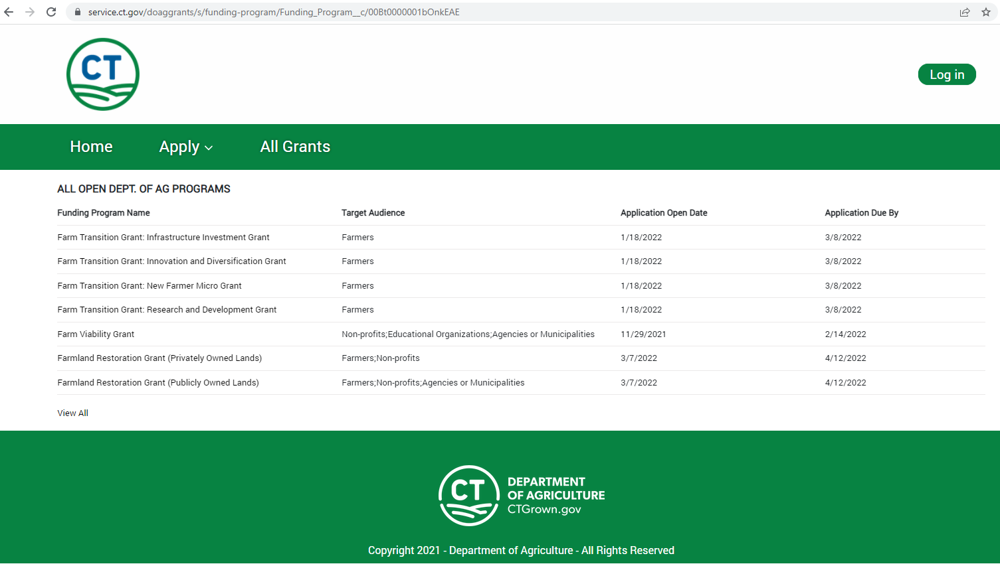 service.ct.gov/doaggrants/s/funding-program/Funding_Program__c/00Bt0000001bOnkEAE
CT
Log in
Home Apply All Grants
ALL OPEN DEPT. OF AG PROGRAMS
Funding Program Name Target Audience Application Open Date Application Due By
Farm Transition Grant: Infrastructure Investment Grant Farmers 1/18/2022 3/8/2022
Farm Transition Grant: Innovation and Diversification Grant Farmers 1/18/2022 3/8/2022
Farm Transition Grant: New Farmer Micro Grant Farmers 1/18/2022 3/8/2022
Farm Transition Grant: Research and Development Grant Farmers 1/18/2022 3/8/2022
Farm Viability Grant Non-profits;Educational Organizations;Agencies or Municipalities 11/29/2021 2/14/2022
Farmland Restoration Grant (Privately Owned Lands) Farmers;Non-profits 3/7/2022 4/12/2022
Farmland Restoration Grant (Publicly Owned Lands) Farmers;Non-profits;Agencies or Municipalities 3/7/2022 4/12/2022
View All
CT
DEPARTMENT
OF AGRICULTURE
CTGrown.gov
Copyright 2021 - Department of Agriculture - All Rights Reserved